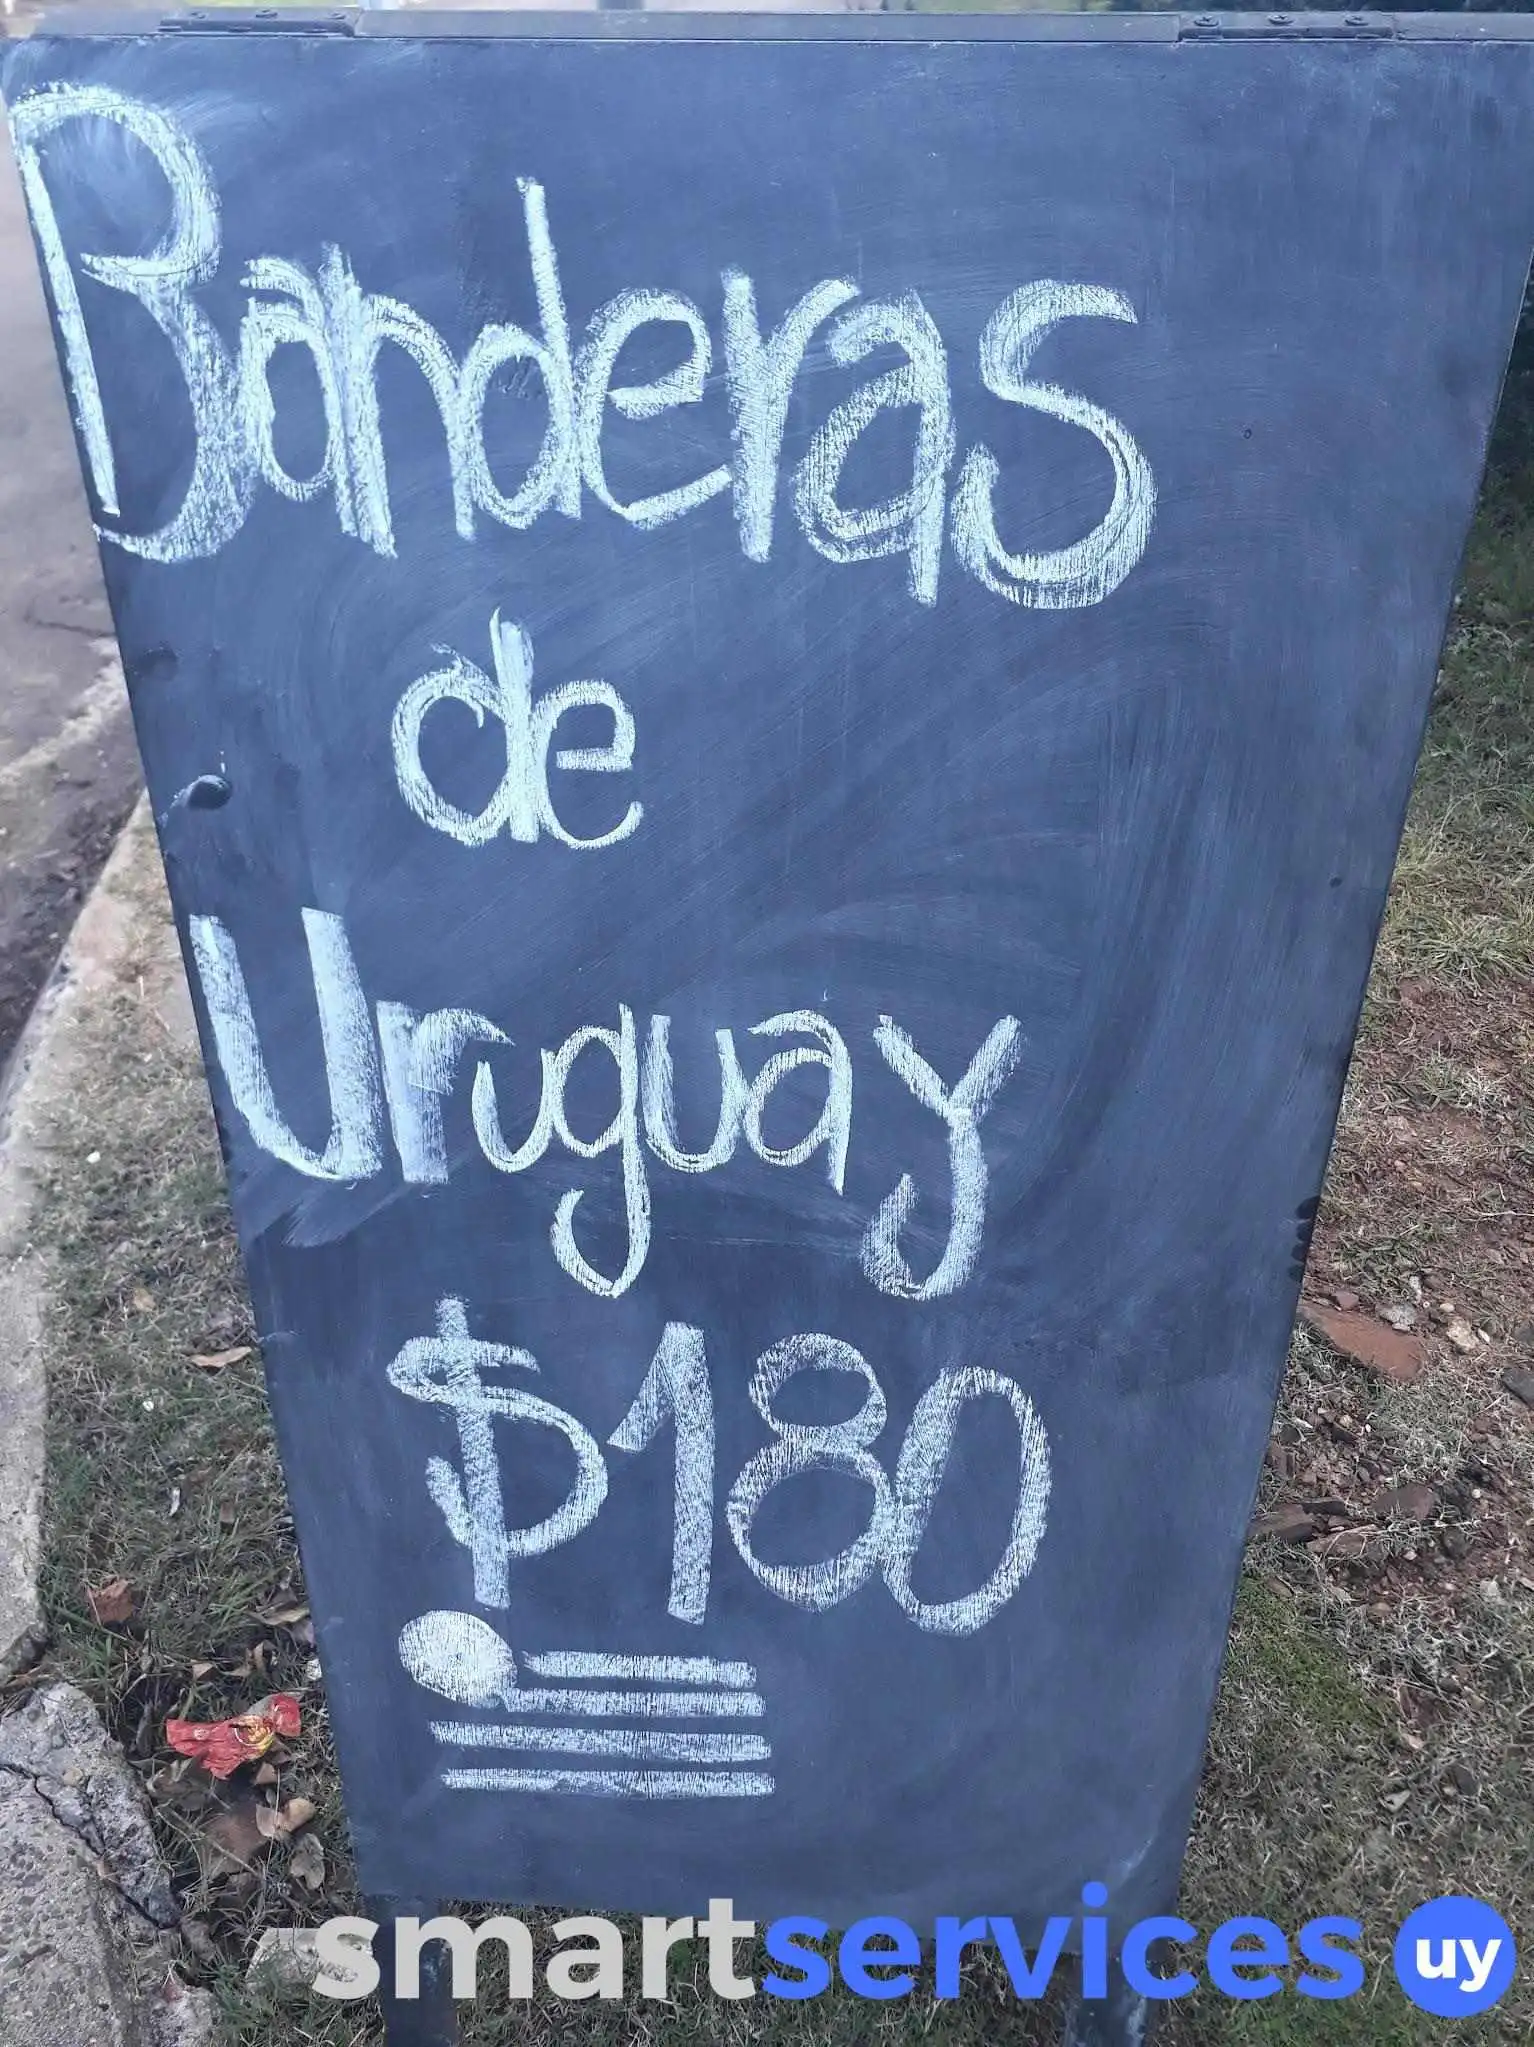 Banderas
de
Uruguay
$180
smartservices uy